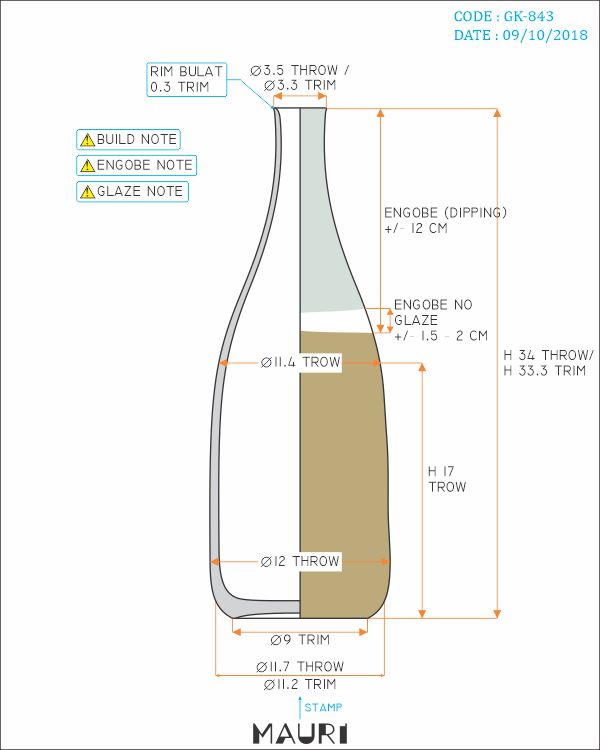 CODE : GK-843
DATE : 09/10/2018
RIM BULAT
0.3 TRIM
Ø3.5 THROW /
Ø3.3 TRIM
BUILD NOTE
ENGOBE NOTE
GLAZE NOTE
ENGOBE (DIPPING)
+/- 12 CM
ENGOBE NO
GLAZE
+/- 1.5 - 2 CM
Ø11.4 TROW
H 34 THROW/
H 33.3 TRIM
H 17
TROW
Ø12 THROW
Ø9 TRIM
Ø11.7 THROW
Ø11.2 TRIM
STAMP
MAURI